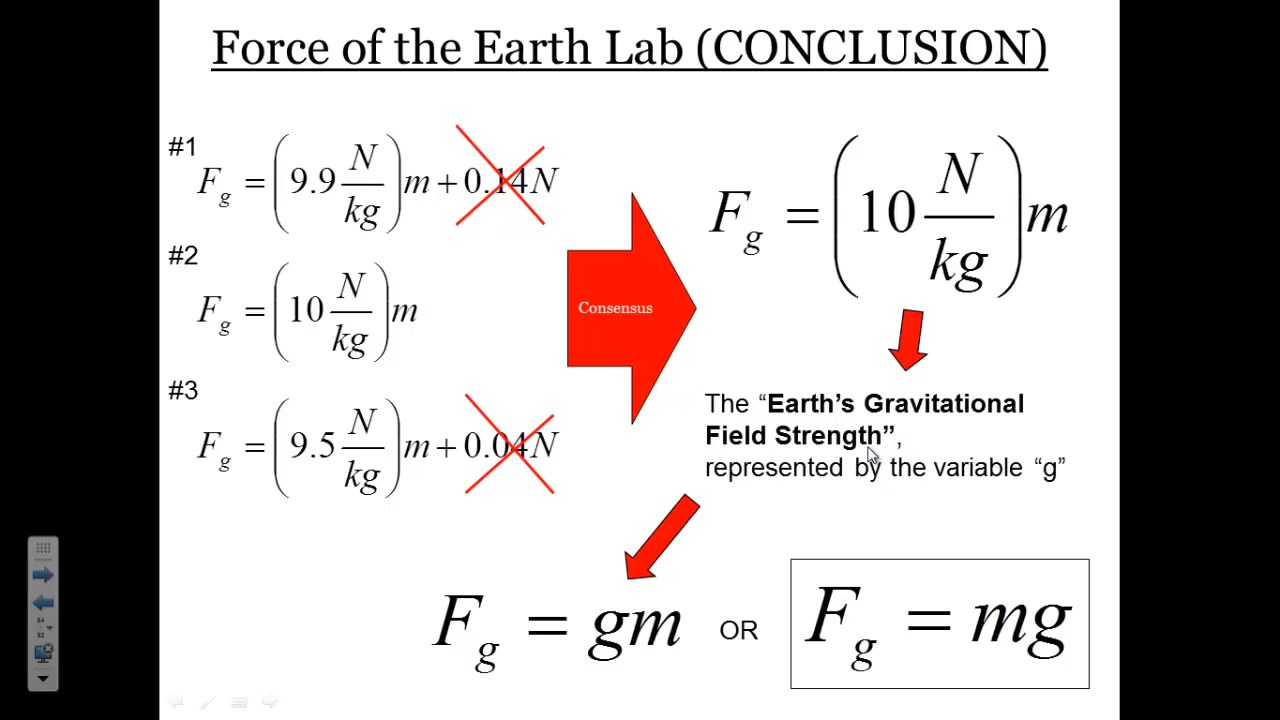 Force of the Earth Lab (CONCLUSION)
#1
F_g = (9.9 N/kg) m + 0.14 N
#2
F_g = (10 N/kg) m
#3
F_g = (9.5 N/kg) m + 0.04 N
Consensus
F_g = (10 N/kg) m
The “Earth’s Gravitational
Field Strength”,
represented by the variable “g”
F_g = gm OR F_g = mg